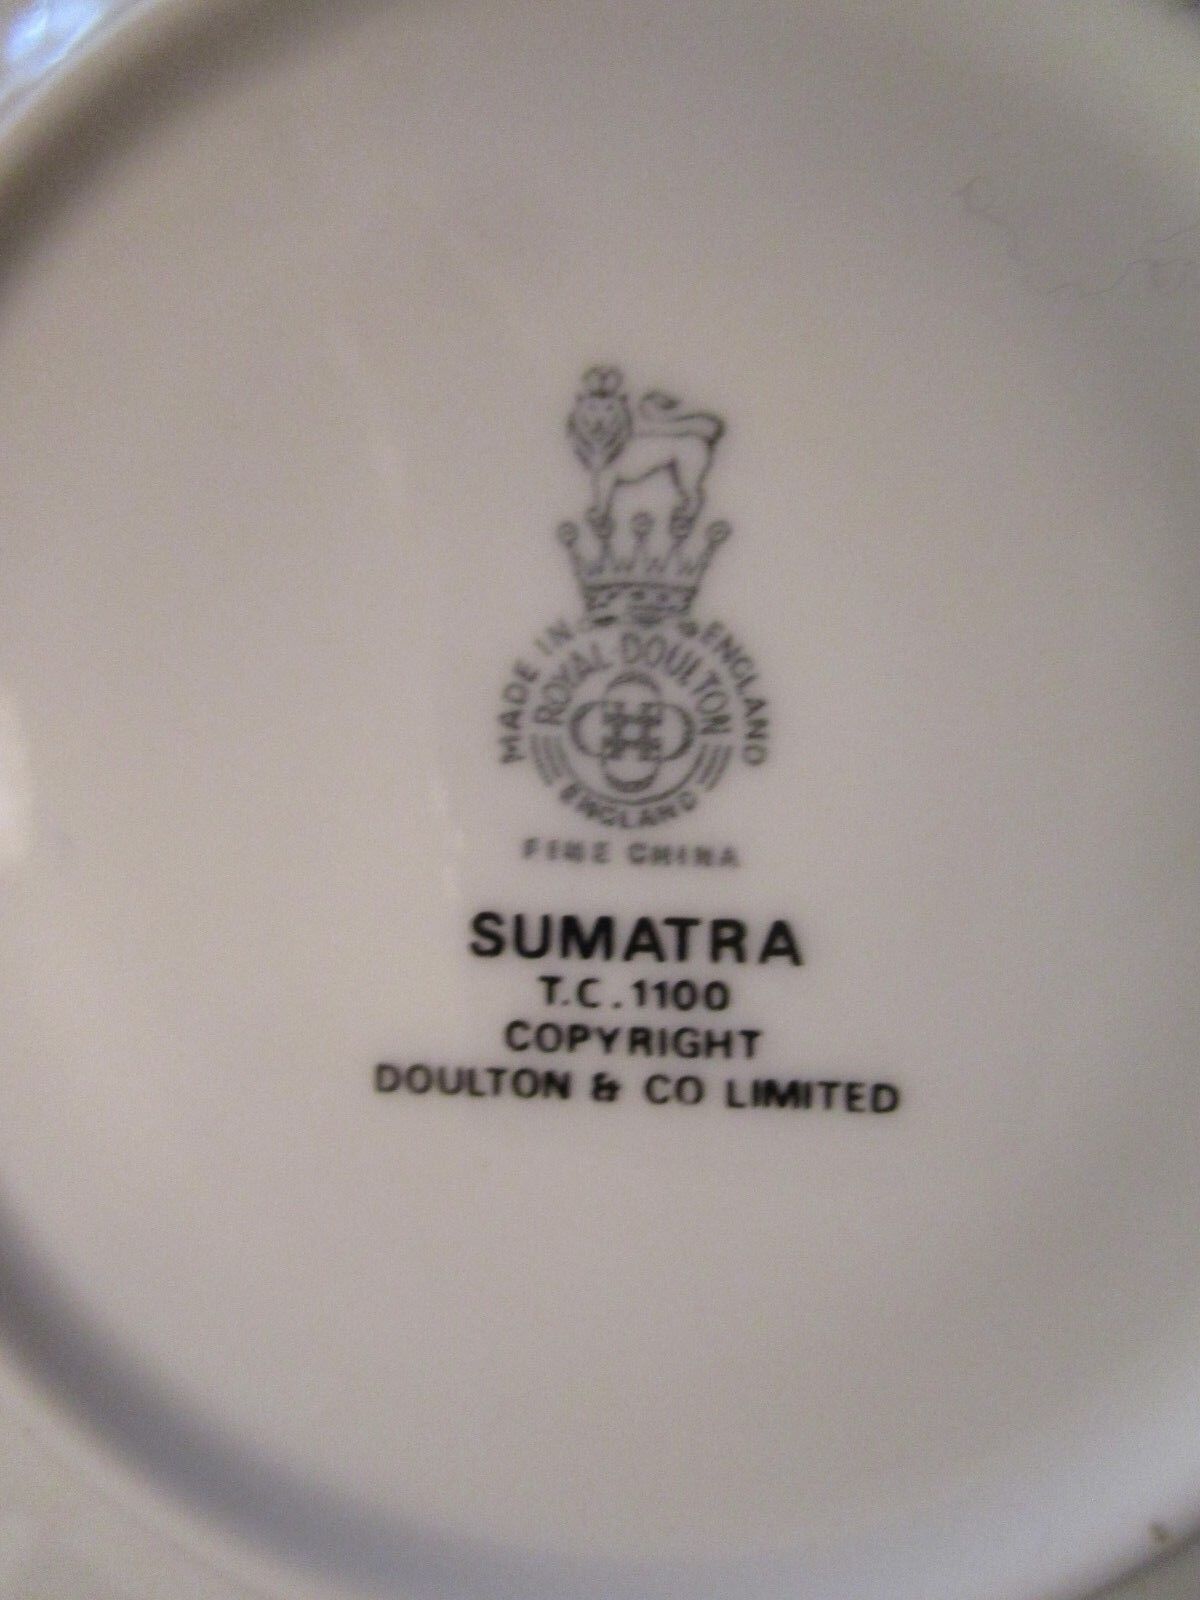 MADE IN ENGLAND
ROYAL DOULTON
ENGLAND
FINE CHINA
SUMATRA
T.C.1100
COPYRIGHT
DOULTON & CO LIMITED